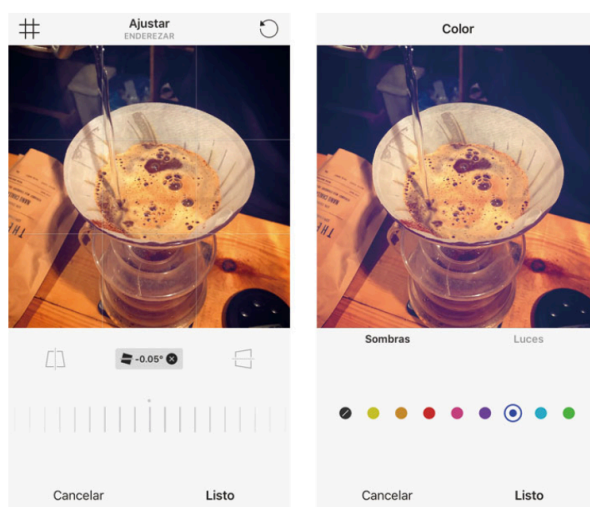 Ajustar
ENDEREZAR
-0.05°
Cancelar
Listo
Color
Sombras
Luces
Cancelar
Listo